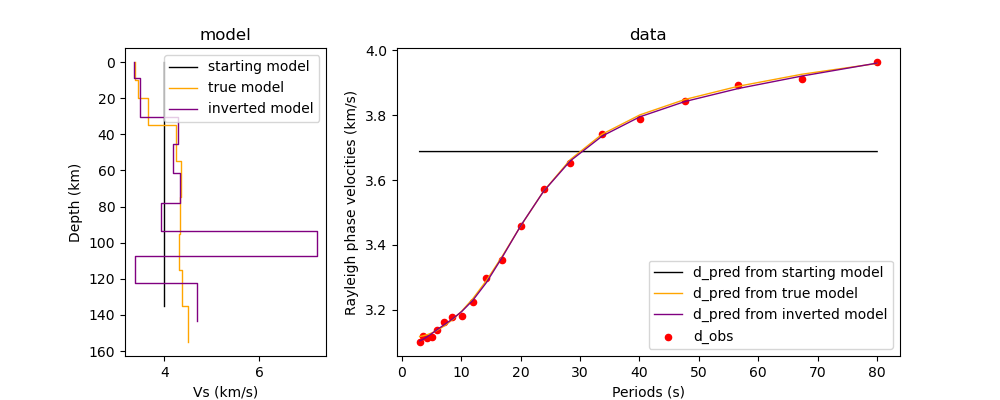 model
0
20
40
60
80
100
120
140
160
Depth (km)
4
6
Vs (km/s)
starting model
true model
inverted model
data
4.0
3.8
3.6
3.4
3.2
Rayleigh phase velocities (km/s)
0
10
20
30
40
50
60
70
80
Periods (s)
d_pred from starting model
d_pred from true model
d_pred from inverted model
d_obs